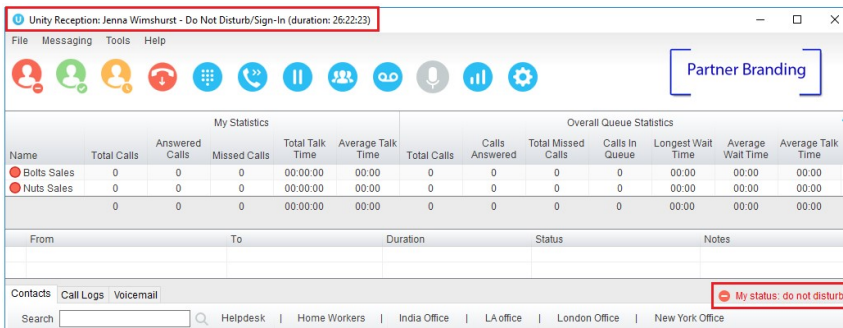 Unity Reception: Jenna Wimshurst - Do Not Disturb/Sign-In (duration: 26:22:23)
File Messaging Tools Help
Partner Branding
My Statistics Overall Queue Statistics
Name Total Calls Answered Calls Missed Calls Total Talk Time Average Talk Time Total Calls Calls Answered Total Missed Calls Calls In Queue Longest Wait Time Average Wait Time Average Talk Time
Bolts Sales 0 0 0 00:00:00 00:00 0 0 0 0 00:00 00:00 00:00
Nuts Sales 0 0 0 00:00:00 00:00 0 0 0 0 00:00 00:00 00:00
0 0 0 00:00:00 00:00 0 0 0 0 00:00 00:00 00:00
From To Duration Status Notes
Contacts Call Logs Voicemail My status: do not disturb
Search Helpdesk | Home Workers | India Office | LA office | London Office | New York Office